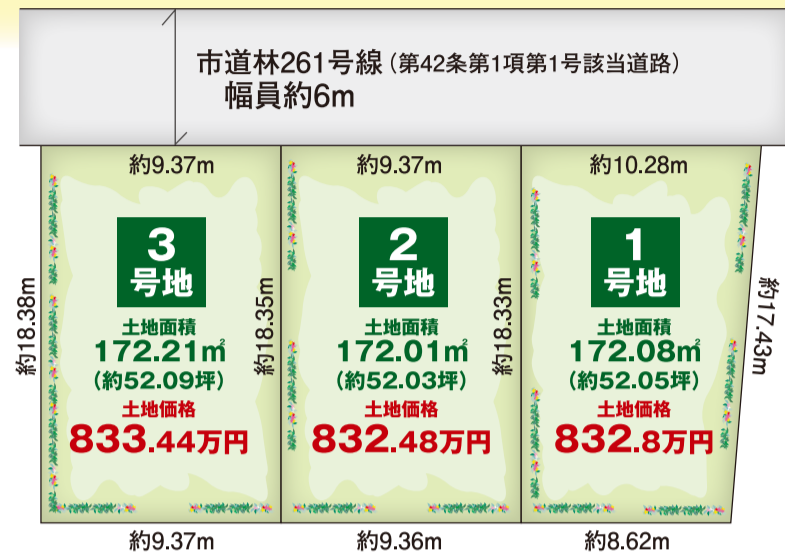 市道林261号線(第42条第1項第1号該当道路)
幅員約6m
約9.37m
約9.37m
約10.28m
約18.38m
3
号地
土地面積
172.21㎡
(約52.09坪)
土地価格
833.44万円
約18.35m
2
号地
土地面積
172.01㎡
(約52.03坪)
土地価格
832.48万円
約18.33m
1
号地
土地面積
172.08㎡
(約52.05坪)
土地価格
832.8万円
約17.43m
約9.37m
約9.36m
約8.62m